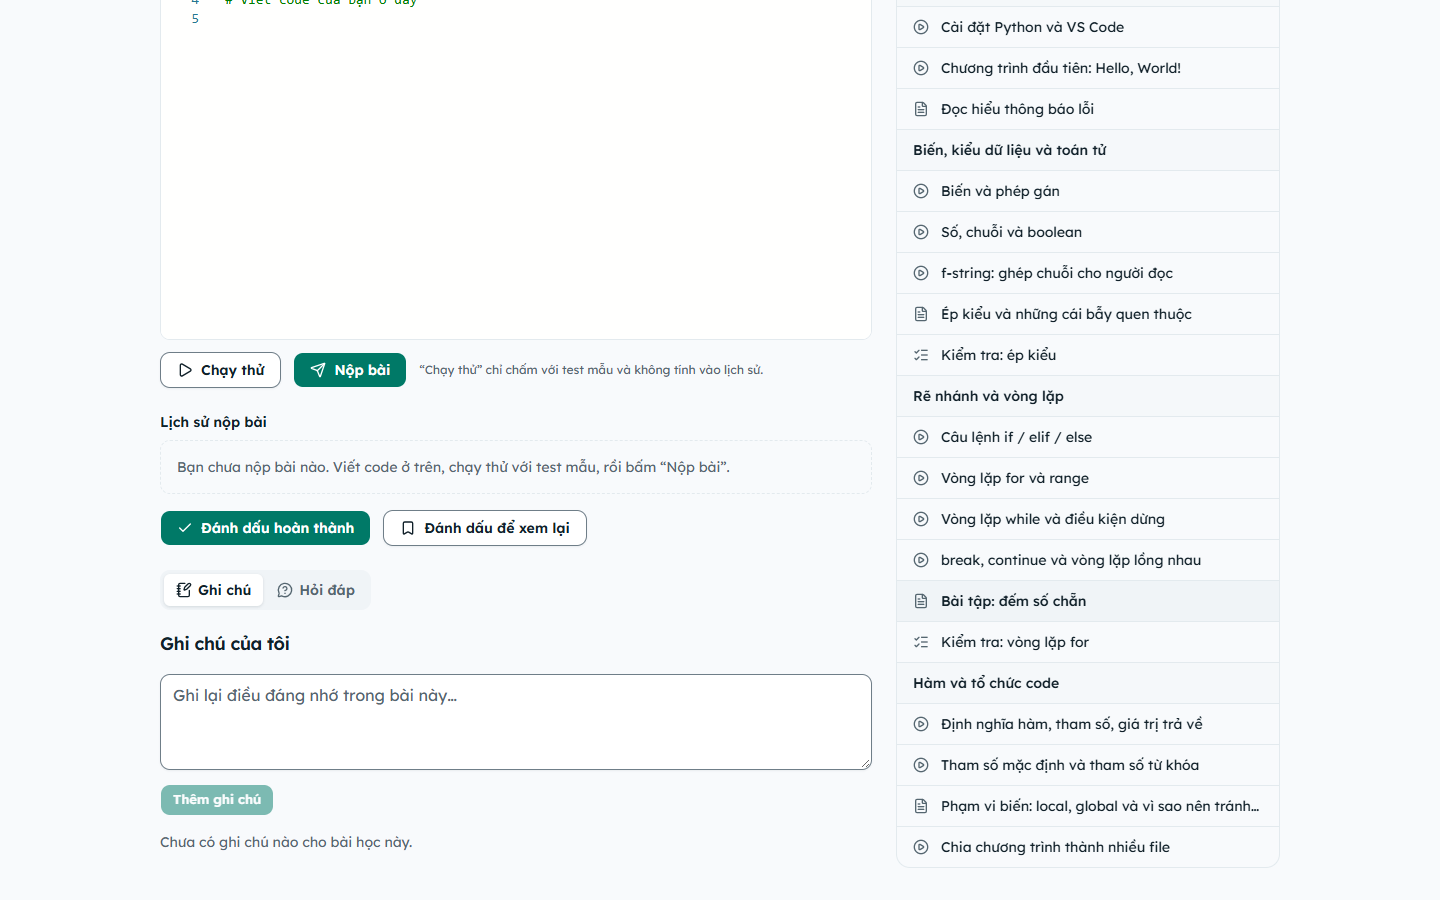 4 # Viết code của bạn ở đây
5
Chạy thử
Nộp bài
“Chạy thử” chỉ chấm với test mẫu và không tính vào lịch sử.
Lịch sử nộp bài
Bạn chưa nộp bài nào. Viết code ở trên, chạy thử với test mẫu, rồi bấm “Nộp bài”.
Đánh dấu hoàn thành
Đánh dấu để xem lại
Ghi chú
Hỏi đáp
Ghi chú của tôi
Ghi lại điều đáng nhớ trong bài này…
Thêm ghi chú
Chưa có ghi chú nào cho bài học này.
Cài đặt Python và VS Code
Chương trình đầu tiên: Hello, World!
Đọc hiểu thông báo lỗi
Biến, kiểu dữ liệu và toán tử
Biến và phép gán
Số, chuỗi và boolean
f-string: ghép chuỗi cho người đọc
Ép kiểu và những cái bẫy quen thuộc
Kiểm tra: ép kiểu
Rẽ nhánh và vòng lặp
Câu lệnh if / elif / else
Vòng lặp for và range
Vòng lặp while và điều kiện dừng
break, continue và vòng lặp lồng nhau
Bài tập: đếm số chẵn
Kiểm tra: vòng lặp for
Hàm và tổ chức code
Định nghĩa hàm, tham số, giá trị trả về
Tham số mặc định và tham số từ khóa
Phạm vi biến: local, global và vì sao nên tránh…
Chia chương trình thành nhiều file